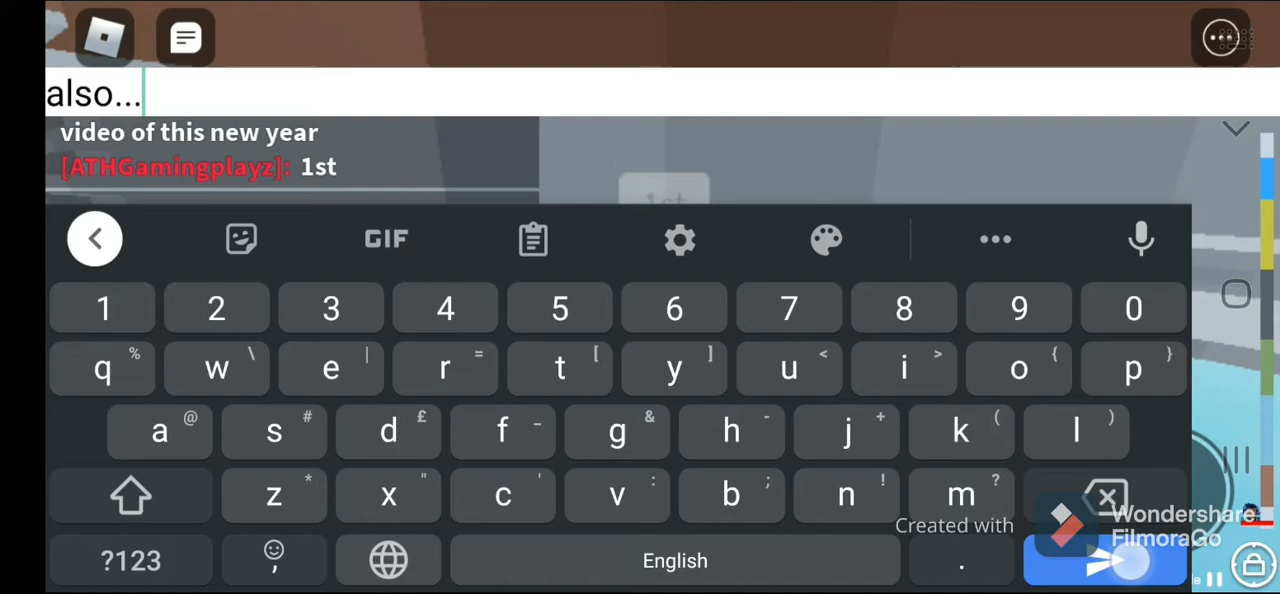 also...
video of this new year
[ATHGamingplayz]: 1st
1st
GIF
1 2 3 4 5 6 7 8 9 0
q % w \ e | r = t [ y ] u < i > o { p }
a @ s # d £ f _ g & h - j + k ( l )
z * x " c ' v : b ; n ! m ?
Created with
Wondershare
FilmoraGo
?123 , English .